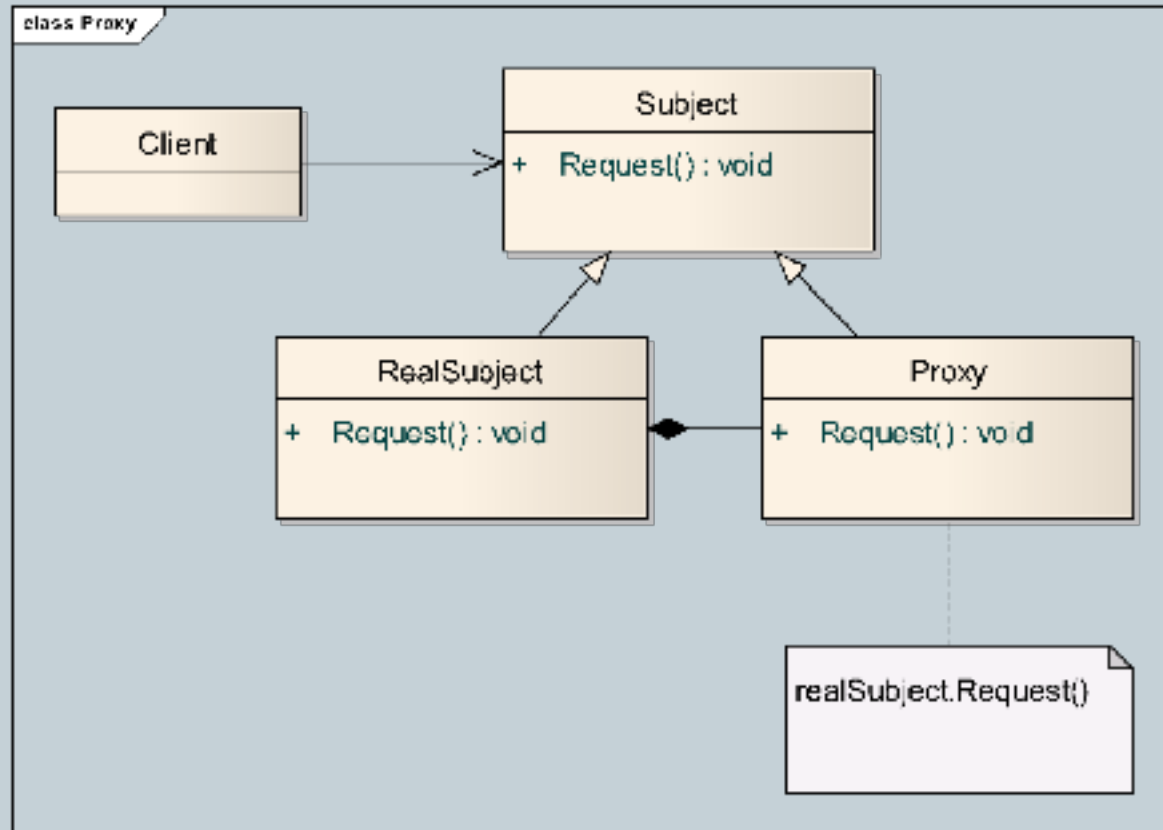 class Proxy
Client
Subject
+ Request() : void
RealSubject
+ Request() : void
Proxy
+ Request() : void
realSubject.Request()